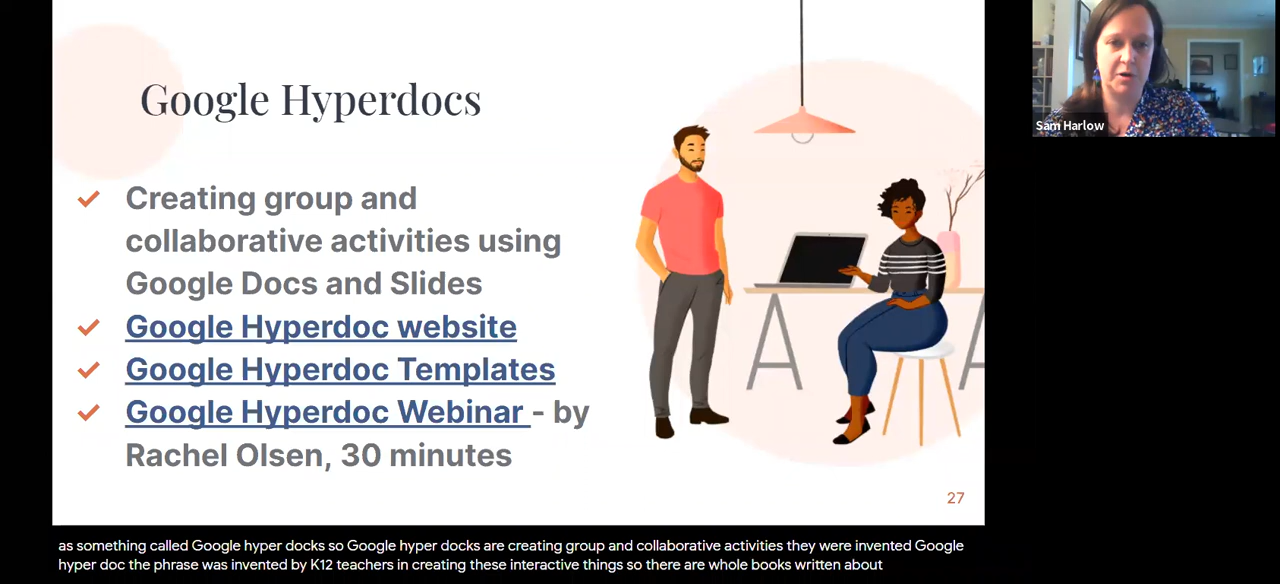 Google Hyperdocs
Creating group and
collaborative activities using
Google Docs and Slides
Google Hyperdoc website
Google Hyperdoc Templates
Google Hyperdoc Webinar - by
Rachel Olsen, 30 minutes
27
Sam Harlow
as something called Google hyper docks so Google hyper docks are creating group and collaborative activities they were invented Google
hyper doc the phrase was invented by K12 teachers in creating these interactive things so there are whole books written about